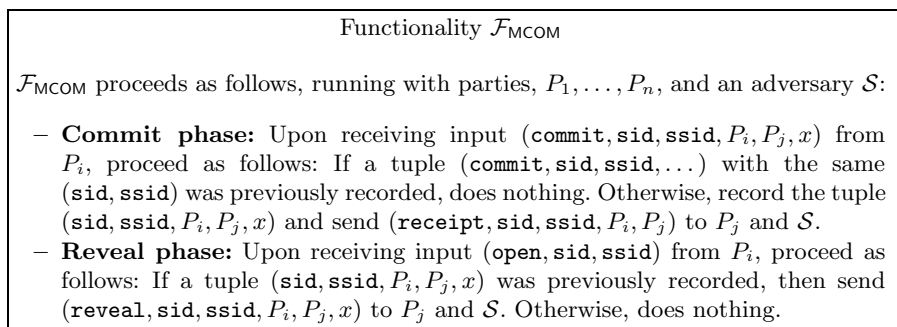 Functionality F_MCOM
F_MCOM proceeds as follows, running with parties, P_1, . . . , P_n, and an adversary S:
– Commit phase: Upon receiving input (commit, sid, ssid, P_i, P_j, x) from
P_i, proceed as follows: If a tuple (commit, sid, ssid, . . . ) with the same
(sid, ssid) was previously recorded, does nothing. Otherwise, record the tuple
(sid, ssid, P_i, P_j, x) and send (receipt, sid, ssid, P_i, P_j) to P_j and S.
– Reveal phase: Upon receiving input (open, sid, ssid) from P_i, proceed as
follows: If a tuple (sid, ssid, P_i, P_j, x) was previously recorded, then send
(reveal, sid, ssid, P_i, P_j, x) to P_j and S. Otherwise, does nothing.